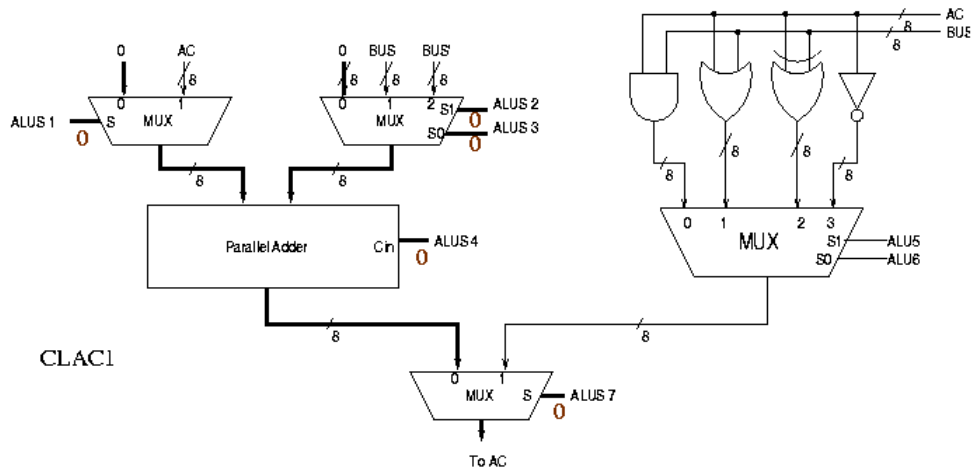 0 AC 0 BUS BUS' AC
BUS
8 8 8 8 8 8
0 1 0 1 2
ALUS 1 S MUX MUX S1 ALUS 2
0 S0 0 ALUS 3
0
8 8 8 8 8 8
0 1 2 3
Parallel Adder Cin ALUS 4 MUX S1 ALU5
0 S0 ALU6
8 8
CLAC1
0 1
MUX S ALUS 7
0
To AC